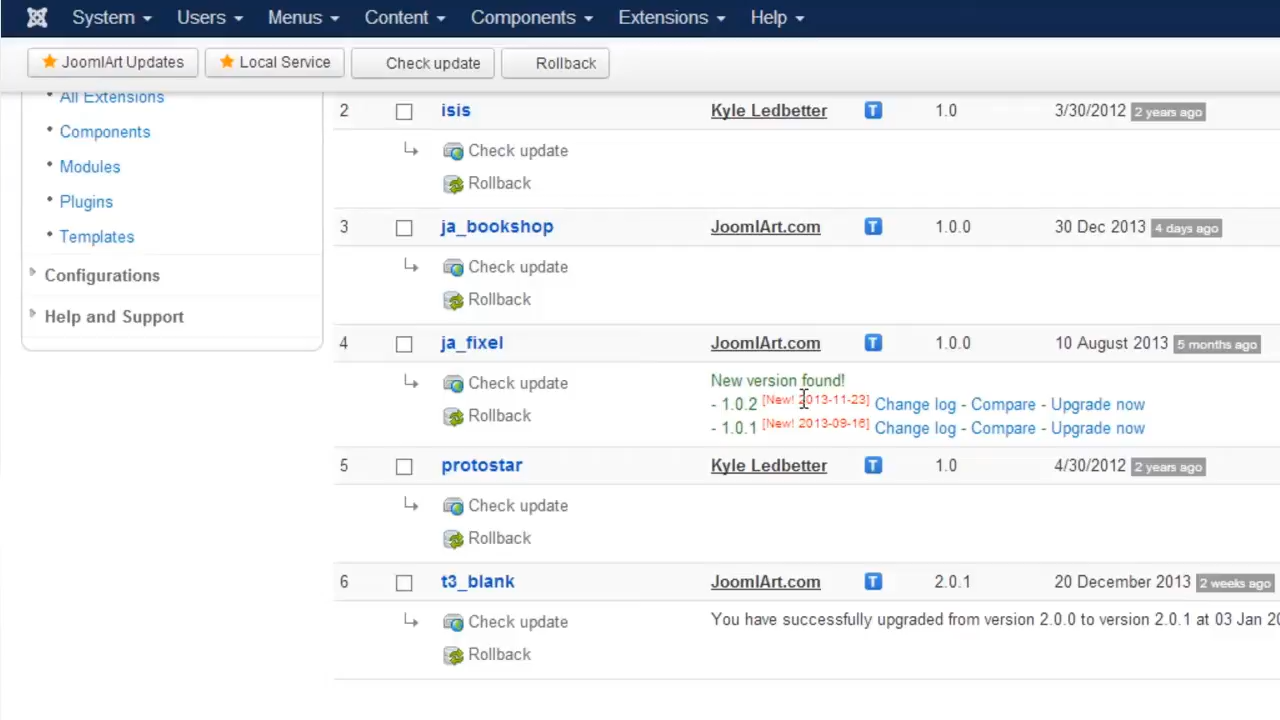 System Users Menus Content Components Extensions Help
JoomlArt Updates Local Service Check update Rollback
All Extensions
Components
Modules
Plugins
Templates
Configurations
Help and Support
2 isis Kyle Ledbetter T 1.0 3/30/2012 2 years ago
Check update
Rollback
3 ja_bookshop JoomlArt.com T 1.0.0 30 Dec 2013 4 days ago
Check update
Rollback
4 ja_fixel JoomlArt.com T 1.0.0 10 August 2013 5 months ago
Check update New version found!
- 1.0.2 [New! 2013-11-23] Change log - Compare - Upgrade now
Rollback
- 1.0.1 [New! 2013-09-16] Change log - Compare - Upgrade now
5 protostar Kyle Ledbetter T 1.0 4/30/2012 2 years ago
Check update
Rollback
6 t3_blank JoomlArt.com T 2.0.1 20 December 2013 2 weeks ago
Check update You have successfully upgraded from version 2.0.0 to version 2.0.1 at 03 Jan 20
Rollback